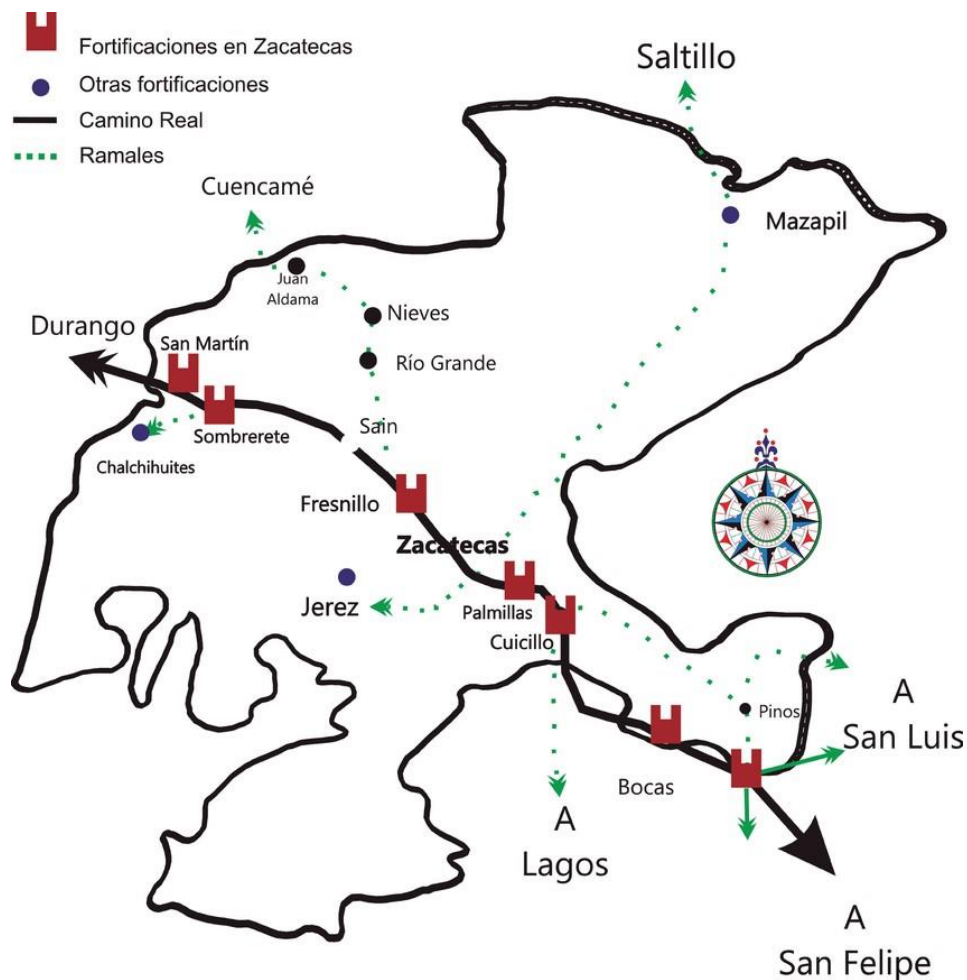 Fortificaciones en Zacatecas
Otras fortificaciones
Camino Real
Ramales
Saltillo
Cuencamé
Mazapil
Juan
Aldama
Nieves
Durango
San Martín
Río Grande
Sain
Sombrerete
Chalchihuites
Fresnillo
Zacatecas
Jerez
Palmillas
Cuicillo
Pinos
A
San Luis
Bocas
A
Lagos
A
San Felipe